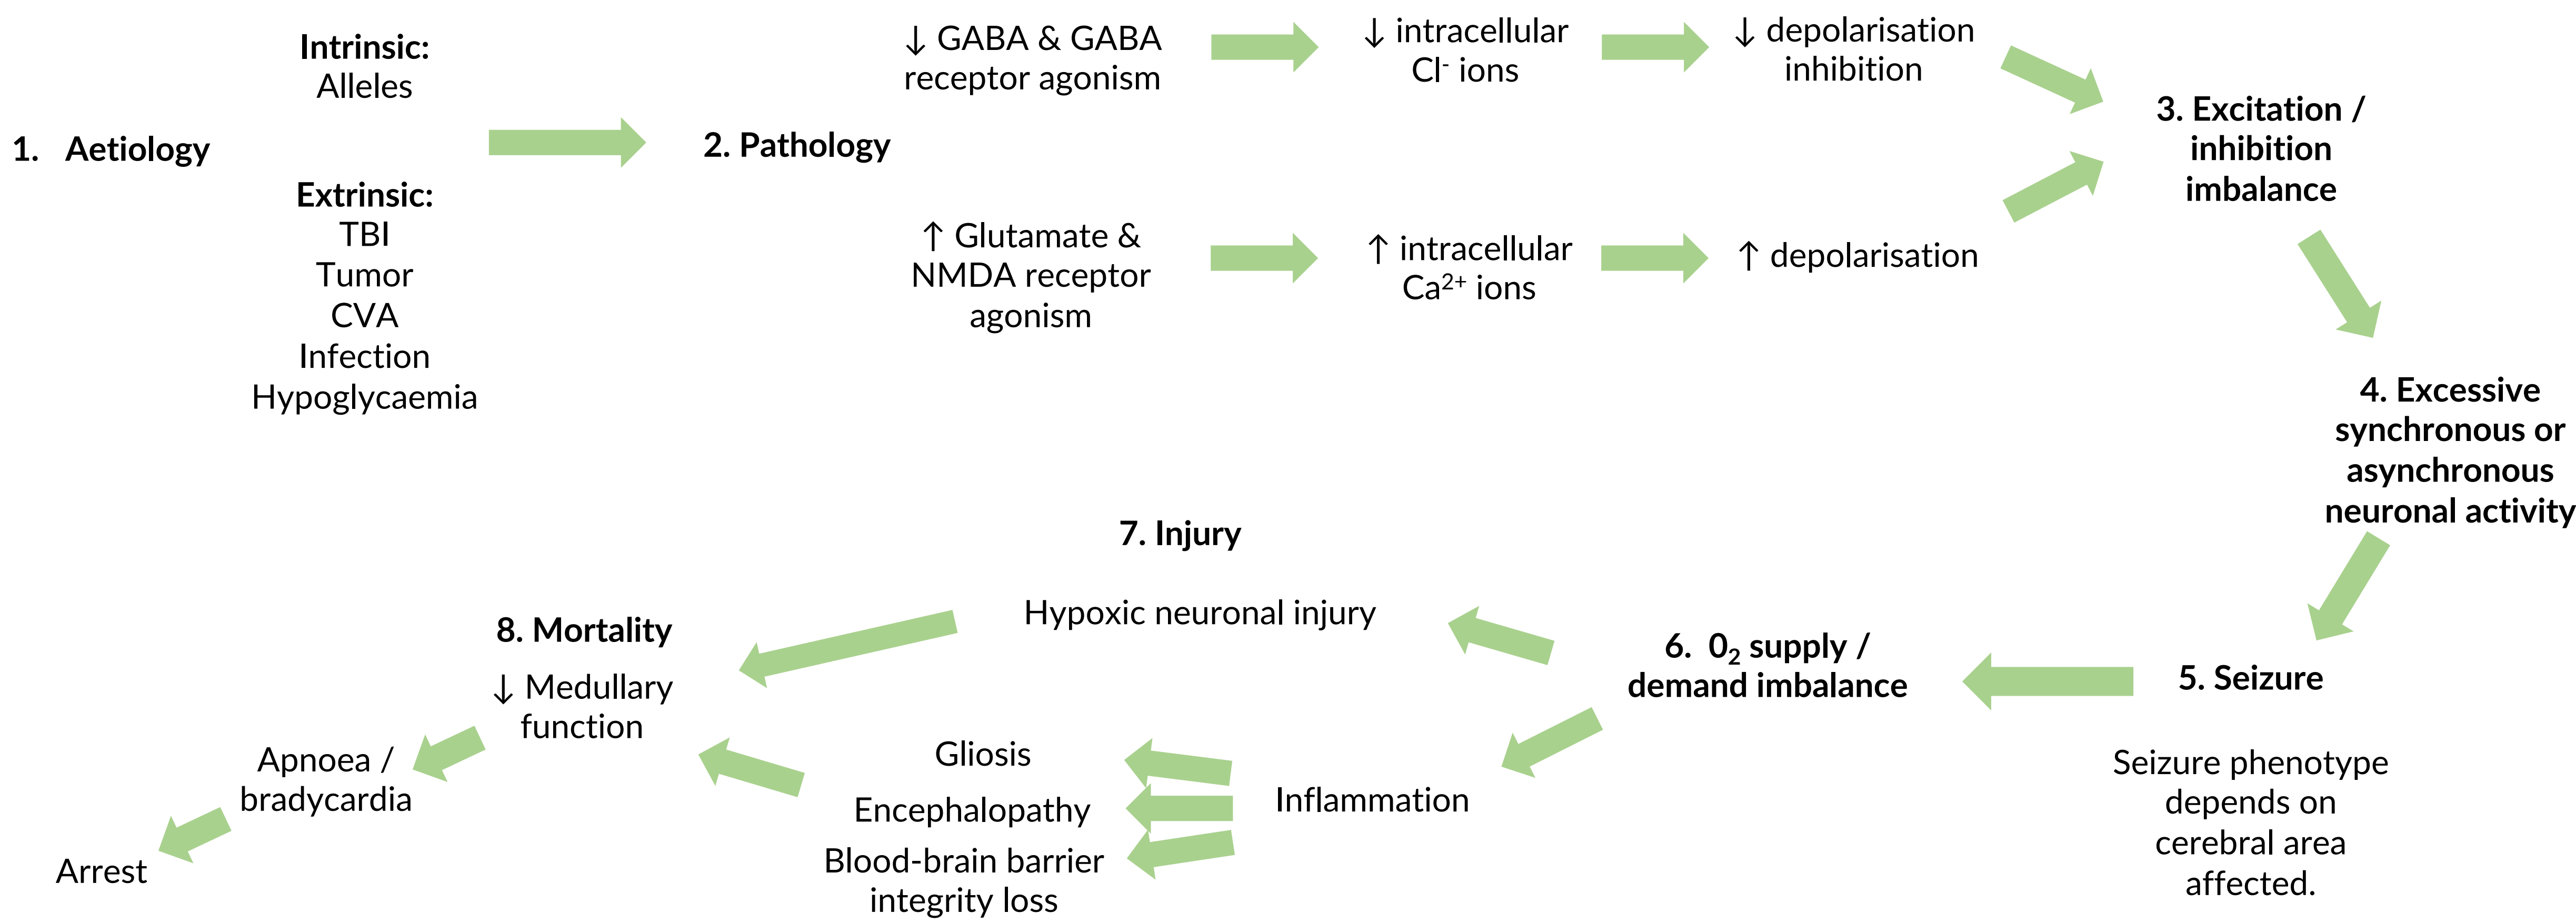 1. Aetiology
Intrinsic:
Alleles
Extrinsic:
TBI
Tumor
CVA
Infection
Hypoglycaemia
2. Pathology
↓ GABA & GABA
receptor agonism
↓ intracellular
Cl⁻ ions
↓ depolarisation
inhibition
↑ Glutamate &
NMDA receptor
agonism
↑ intracellular
Ca²⁺ ions
↑ depolarisation
3. Excitation /
inhibition
imbalance
4. Excessive
synchronous or
asynchronous
neuronal activity
5. Seizure
Seizure phenotype
depends on
cerebral area
affected.
6. 0₂ supply /
demand imbalance
7. Injury
Hypoxic neuronal injury
Inflammation
Gliosis
Encephalopathy
Blood-brain barrier
integrity loss
8. Mortality
↓ Medullary
function
Apnoea /
bradycardia
Arrest